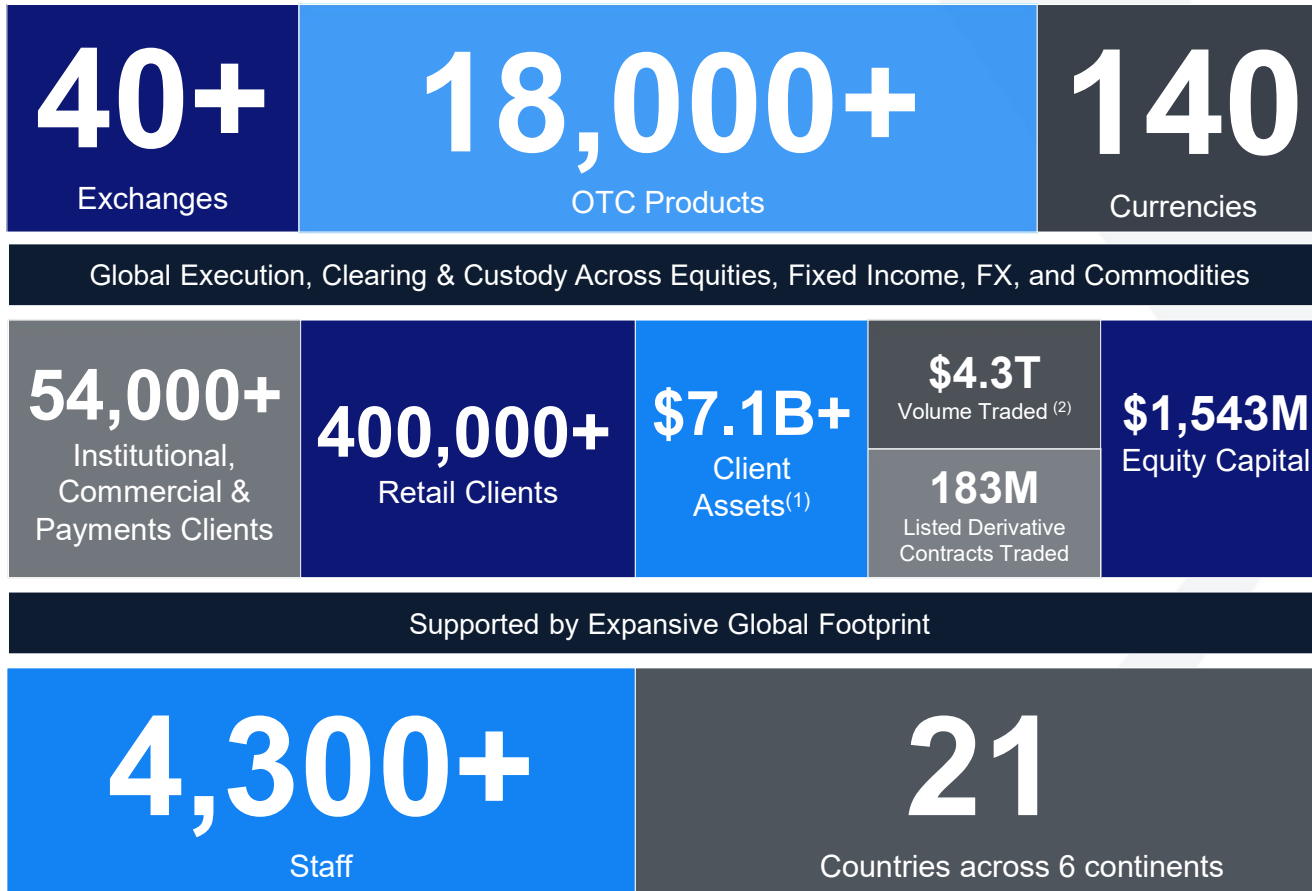 40+
Exchanges
18,000+
OTC Products
140
Currencies
Global Execution, Clearing & Custody Across Equities, Fixed Income, FX, and Commodities
54,000+
Institutional,
Commercial &
Payments Clients
400,000+
Retail Clients
$7.1B+
Client
Assets(1)
$4.3T
Volume Traded (2)
183M
Listed Derivative
Contracts Traded
$1,543M
Equity Capital
Supported by Expansive Global Footprint
4,300+
Staff
21
Countries across 6 continents